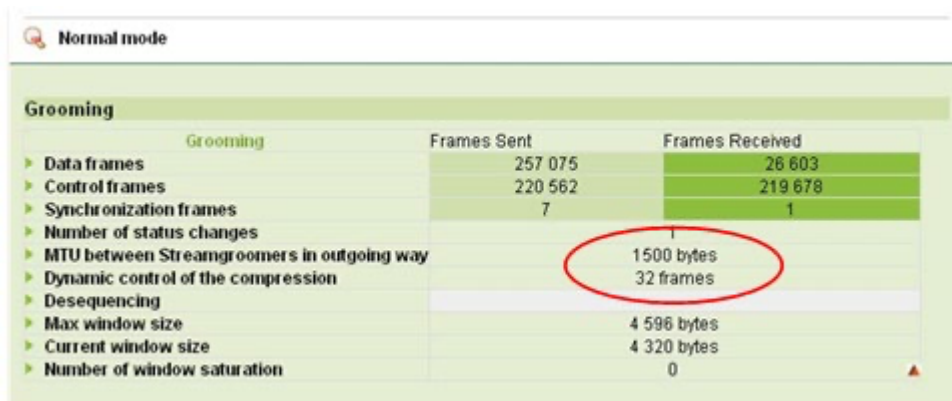 Normal mode
Grooming
Grooming Frames Sent Frames Received
Data frames 257 075 26 603
Control frames 220 562 219 678
Synchronization frames 7 1
Number of status changes 1
MTU between Streamgroomers in outgoing way 1500 bytes
Dynamic control of the compression 32 frames
Desequencing
Max window size 4 596 bytes
Current window size 4 320 bytes
Number of window saturation 0